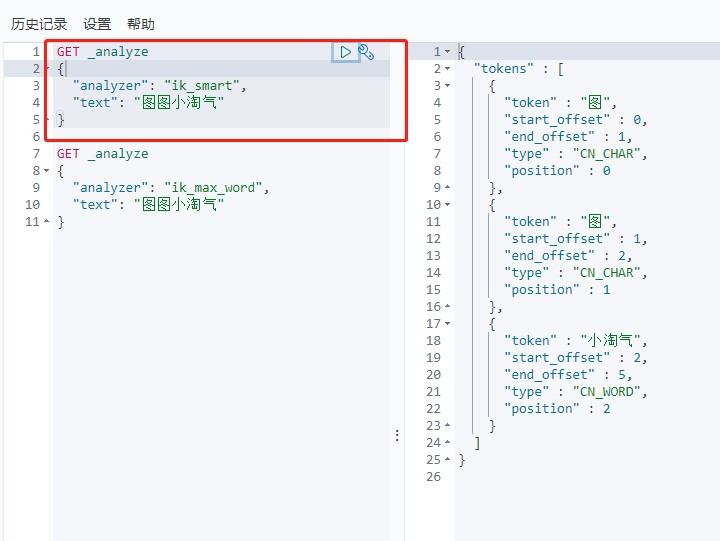 历史记录 设置 帮助
1 GET _analyze
2 {
3 "analyzer": "ik_smart",
4 "text": "图图小淘气"
5 }
6
7 GET _analyze
8 {
9 "analyzer": "ik_max_word",
10 "text": "图图小淘气"
11 }
1 {
2 "tokens" : [
3 {
4 "token" : "图",
5 "start_offset" : 0,
6 "end_offset" : 1,
7 "type" : "CN_CHAR",
8 "position" : 0
9 },
10 {
11 "token" : "图",
12 "start_offset" : 1,
13 "end_offset" : 2,
14 "type" : "CN_CHAR",
15 "position" : 1
16 },
17 {
18 "token" : "小淘气",
19 "start_offset" : 2,
20 "end_offset" : 5,
21 "type" : "CN_WORD",
22 "position" : 2
23 }
24 ]
25 }
26